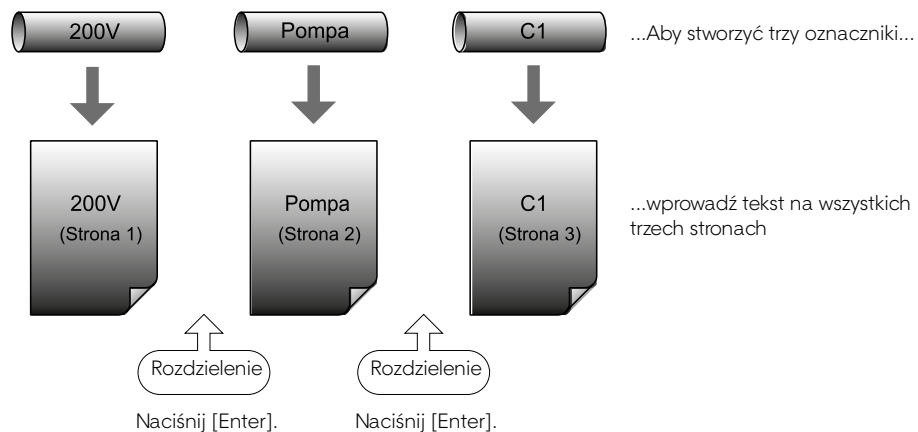 200V
Pompa
C1
...Aby stworzyć trzy oznaczniki...
200V
(Strona 1)
Pompa
(Strona 2)
C1
(Strona 3)
...wprowadź tekst na wszystkich
trzech stronach
Rozdzielenie
Rozdzielenie
Naciśnij [Enter].
Naciśnij [Enter].